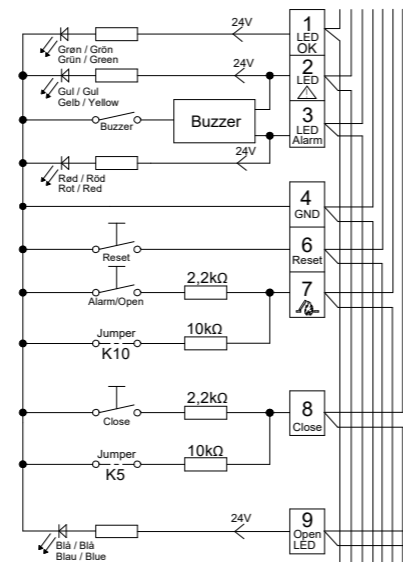 24V
1
LED
OK
Grøn / Grön
Grün / Green
24V
2
LED
Gul / Gul
Gelb / Yellow
Buzzer
Buzzer
3
LED
Alarm
24V
Rød / Röd
Rot / Red
4
GND
6
Reset
Reset
2,2kΩ
7
Alarm/Open
Jumper
10kΩ
K10
2,2kΩ
8
Close
Close
Jumper
10kΩ
K5
24V
9
Open
LED
Blå / Blå
Blau / Blue